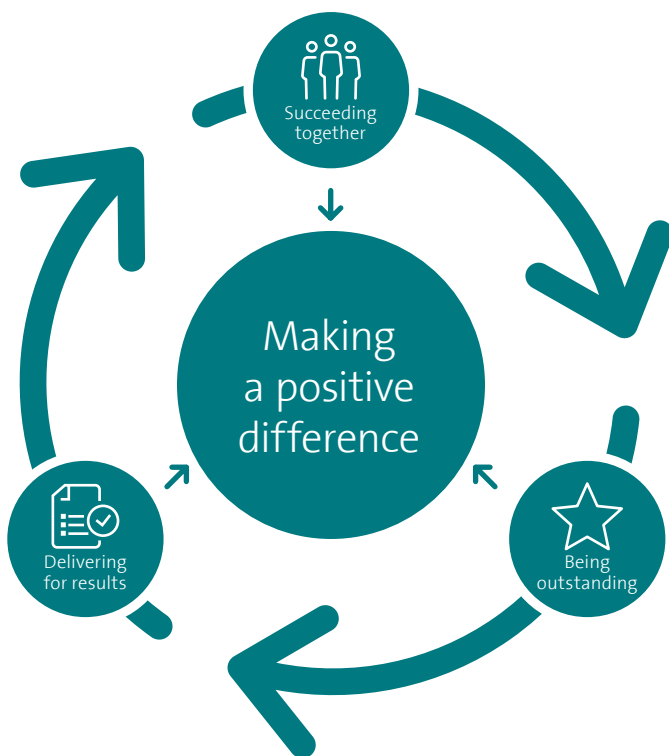 Succeeding
together
Making
a positive
difference
Delivering
for results
Being
outstanding